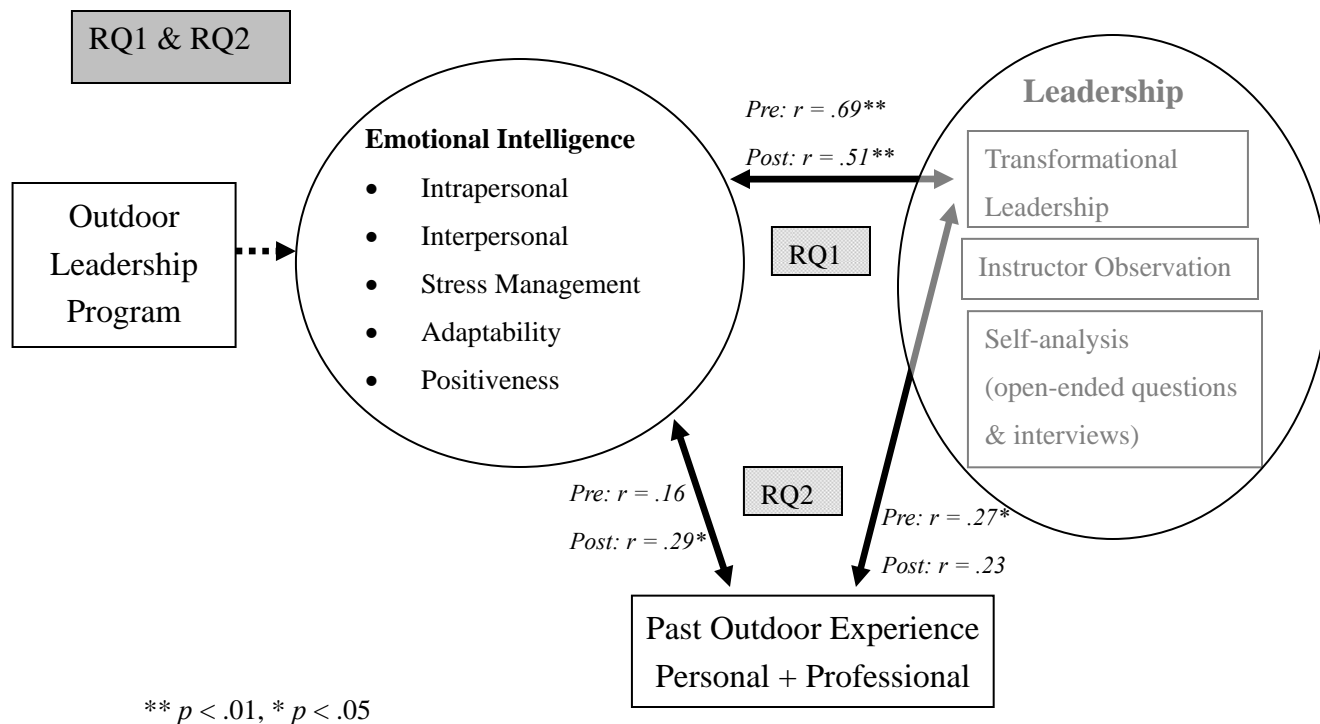 RQ1 & RQ2
Outdoor
Leadership
Program
Emotional Intelligence
• Intrapersonal
• Interpersonal
• Stress Management
• Adaptability
• Positiveness
Pre: r = .69**
Post: r = .51**
RQ1
Leadership
Transformational
Leadership
Instructor Observation
Self-analysis
(open-ended questions
& interviews)
RQ2
Pre: r = .16
Post: r = .29*
Pre: r = .27*
Post: r = .23
Past Outdoor Experience
Personal + Professional
** p < .01, * p < .05